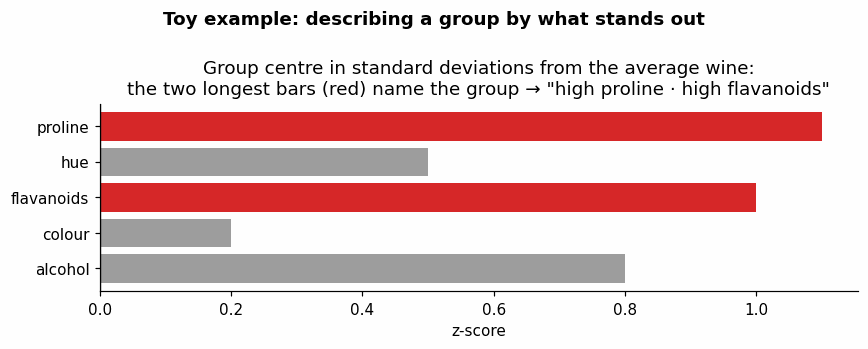 Toy example: describing a group by what stands out
Group centre in standard deviations from the average wine:
the two longest bars (red) name the group → "high proline · high flavanoids"
proline
hue
flavanoids
colour
alcohol
0.0 0.2 0.4 0.6 0.8 1.0
z-score